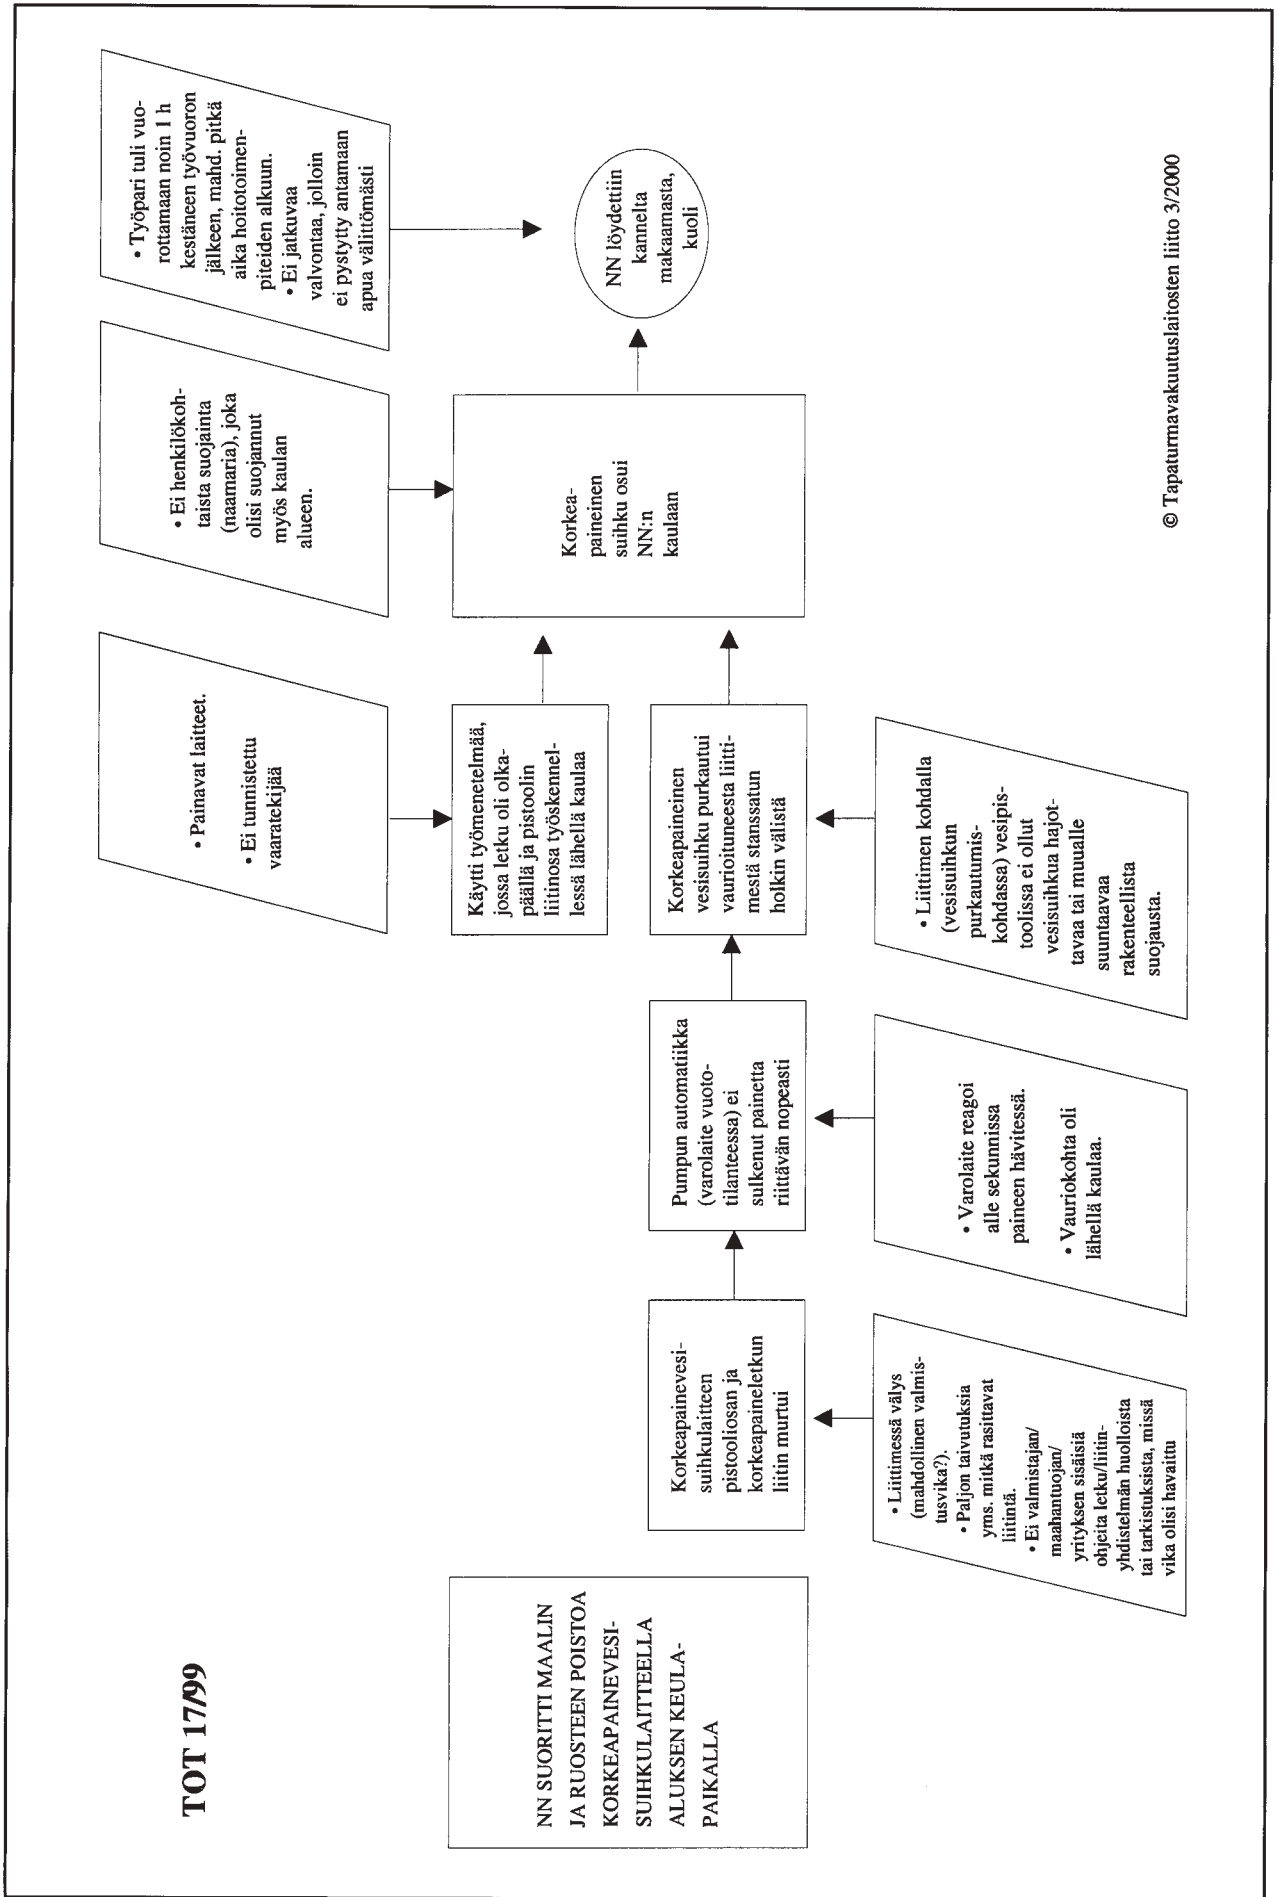 TOT 17/99
NN SUORITTI MAALIN
JA RUOSTEEN POISTOA
KORKEAPAINEVESI-
SUIHKULAITTEELLA
ALUKSEN KEULA-
PAIKALLA
Korkeapainevesi-
suihkulaitteen
pistooliosan ja
korkeapaineletkun
liitin murtui
• Liittimessä välys
(mahdollinen valmis-
tusvika?).
• Paljon taivutuksia
yms. mitkä rasittavat
liitintä.
• Ei valmistajan/
maahantuojan/
yrityksen sisäisiä
ohjeita letku/liitin-
yhdistelmän huolloista
tai tarkistuksista, missä
vika olisi havaittu
Pumpun automatiikka
(varolaite vuoto-
tilanteessa) ei
sulkenut painetta
riittävän nopeasti
• Varolaite reagoi
alle sekunnissa
paineen hävitessä.
• Vauriokohta oli
lähellä kaulaa.
• Painavat laitteet.
• Ei tunnistettu
vaaratekijää
Käytti työmenetelmää,
jossa letku oli olka-
päällä ja pistoolin
liitinosa työskennel-
lessä lähellä kaulaa
Korkeapaineinen
vesisuihku purkautui
vaurioituneesta liitti-
mestä stanssatun
holkin välistä
• Liittimen kohdalla
(vesisuihkun
purkautumis-
kohdassa) vesipis-
toolissa ei ollut
vesisuihkua hajot-
tavaa tai muualle
suuntaavaa
rakenteellista
suojausta.
• Ei henkilökoh-
taista suojainta
(naamaria), joka
olisi suojannut
myös kaulan
alueen.
Korkea-
paineinen
suihku osui
NN:n
kaulaan
• Työpari tuli vuo-
rottamaan noin 1 h
kestäneen työvuoron
jälkeen, mahd. pitkä
aika hoitotoimen-
piteiden alkuun.
• Ei jatkuvaa
valvontaa, jolloin
ei pystytty antamaan
apua välittömästi
NN löydettiin
kannelta
makaamasta,
kuoli
© Tapaturmavakuutuslaitosten liitto 3/2000